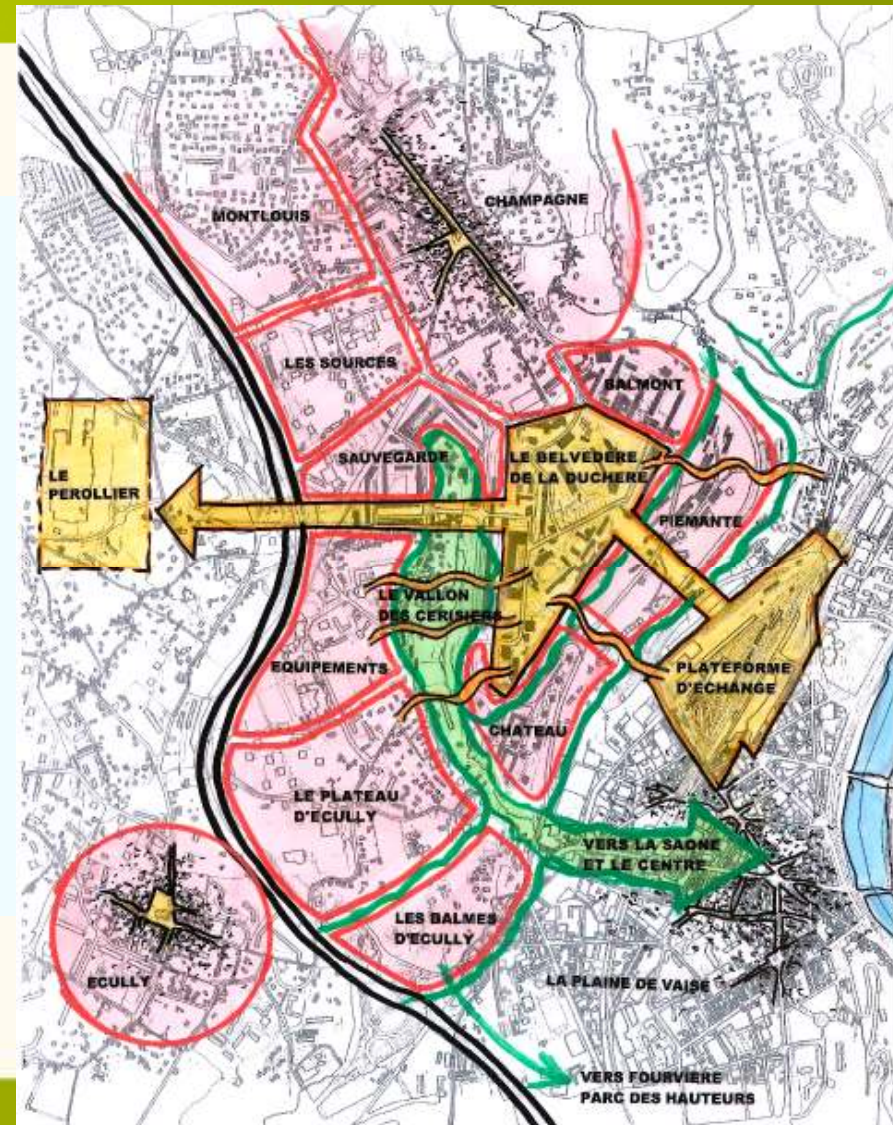 MONTLOUIS
CHAMPAGNE
LES SOURCES
BALMONT
SAUVEGARDE
LE BELVEDERE
DE LA DUCHERE
LE
PEROLLIER
PIEMANTE
LE VALLON
DES CERISIERS
EQUIPEMENTS
PLATEFORME
D'ECHANGE
CHATEAU
LE PLATEAU
D'ECULLY
VERS LA SAONE
ET LE CENTRE
LES BALMES
D'ECULLY
ECULLY
LA PLAINE DE VAISE
VERS FOURVIERE
PARC DES HAUTEURS